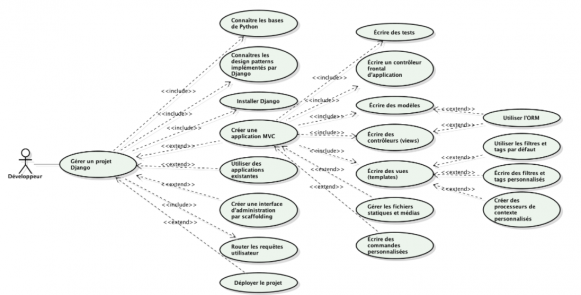 Connaître les bases
de Python
Connaitres les
design patterns
implémentés par
Django
<<include>>
<<include>>
<<include>>
Installer Django
<<include>>
Créer une
application MVC
<<extend>>
Gérer un projet
Django
Développeur
<<extend>>
Utiliser des
applications
existantes
<<extend>>
Créer une interface
d'administration
par scaffolding
<<include>>
<<extend>>
Router les requêtes
utilisateur
Déployer le projet
Écrire des tests
<<include>>
Écrire un contrôleur
frontal
d'application
<<include>>
Écrire des modèles
<<include>>
<<include>>
Écrire des
contrôleurs (views)
<<include>>
Écrire des vues
(templates)
<<extend>>
<<extend>>
Gérer les fichiers
statiques et médias
Écrire des
commandes
personnalisées
<<extend>>
<<extend>>
Utiliser l'ORM
<<extend>>
Utiliser les filtres et
tags par défaut
<<extend>>
Écrire des filtres et
tags personnalisés
<<extend>>
Créer des
processeurs de
contexte
personnalisés